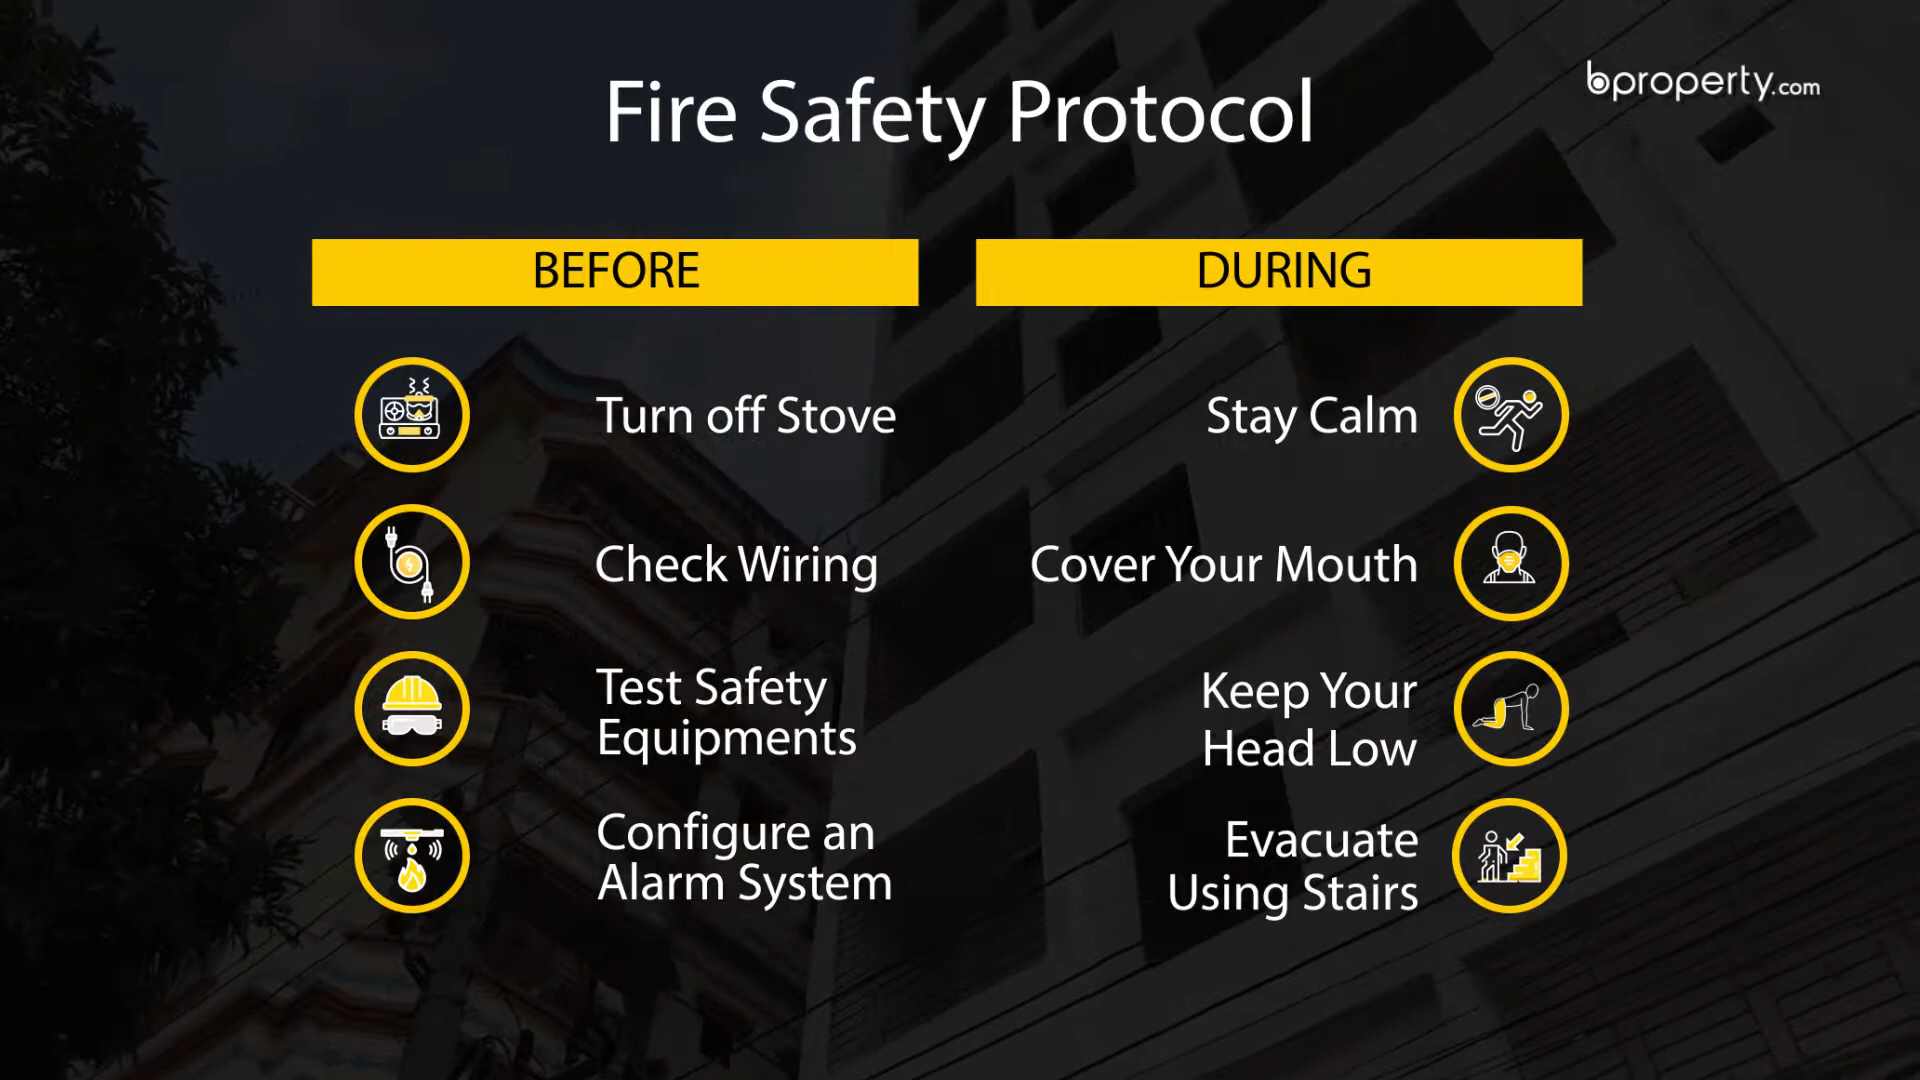 Fire Safety Protocol
bproperty.com
BEFORE
Turn off Stove
Check Wiring
Test Safety
Equipments
Configure an
Alarm System
DURING
Stay Calm
Cover Your Mouth
Keep Your
Head Low
Evacuate
Using Stairs